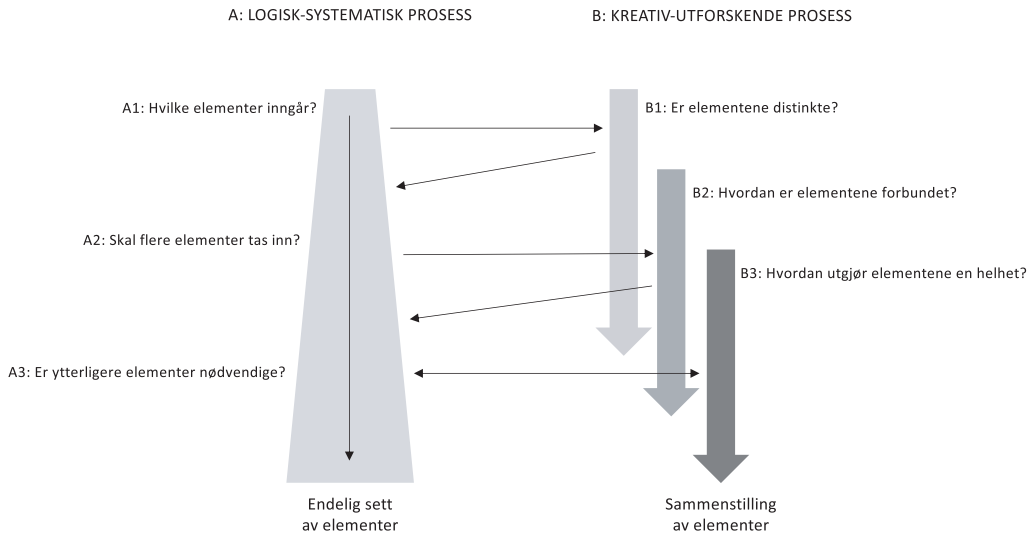 A: LOGISK-SYSTEMATISK PROSESS
B: KREATIV-UTFORSKENDE PROSESS
A1: Hvilke elementer inngår?
B1: Er elementene distinkte?
B2: Hvordan er elementene forbundet?
A2: Skal flere elementer tas inn?
B3: Hvordan utgjør elementene en helhet?
A3: Er ytterligere elementer nødvendige?
Endelig sett
av elementer
Sammenstilling
av elementer